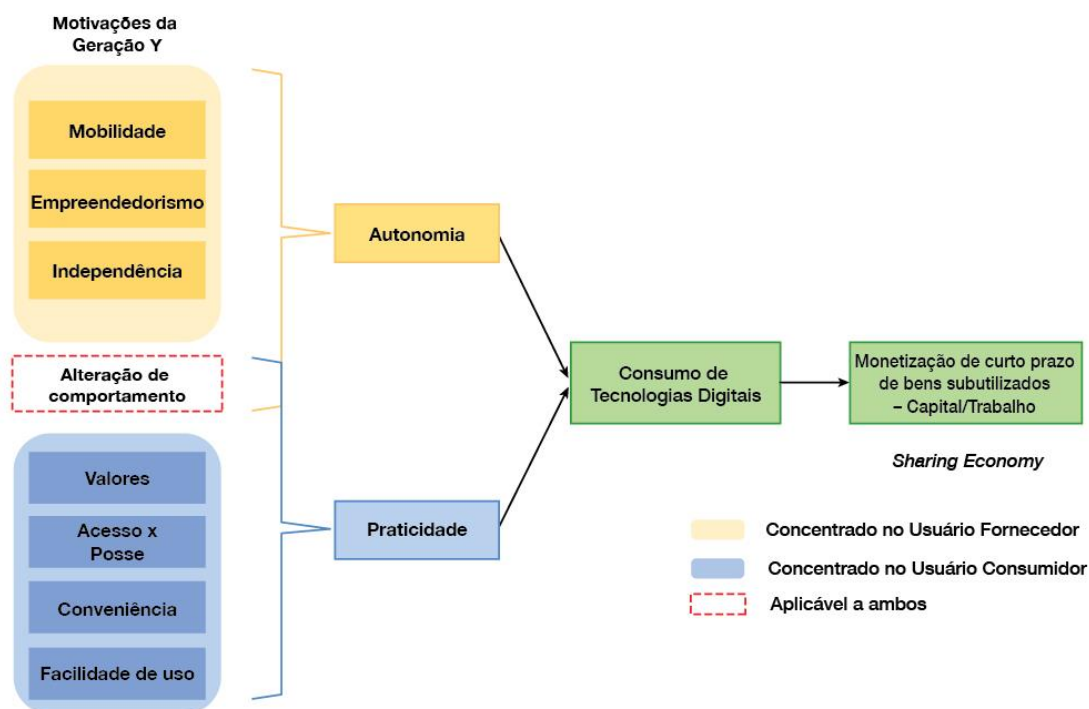 Motivações da
Geração Y
Mobilidade
Empreendedorismo
Independência
Alteração de
comportamento
Valores
Acesso x
Posse
Conveniência
Facilidade de uso
Autonomia
Praticidade
Consumo de
Tecnologias Digitais
Monetização de curto prazo
de bens subutilizados
– Capital/Trabalho
Sharing Economy
Concentrado no Usuário Fornecedor
Concentrado no Usuário Consumidor
Aplicável a ambos